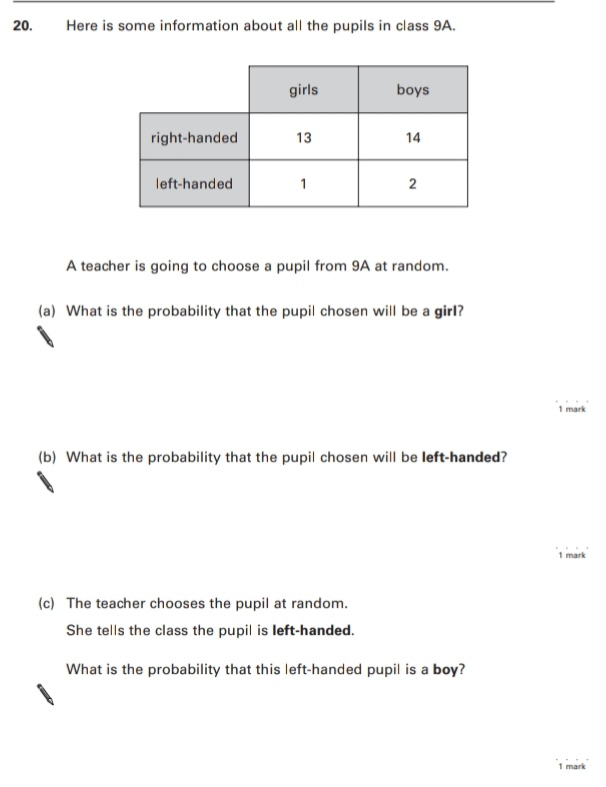 20. Here is some information about all the pupils in class 9A.
girls boys
right-handed 13 14
left-handed 1 2
A teacher is going to choose a pupil from 9A at random.
(a) What is the probability that the pupil chosen will be a girl?
1 mark
(b) What is the probability that the pupil chosen will be left-handed?
1 mark
(c) The teacher chooses the pupil at random.
She tells the class the pupil is left-handed.
What is the probability that this left-handed pupil is a boy?
1 mark